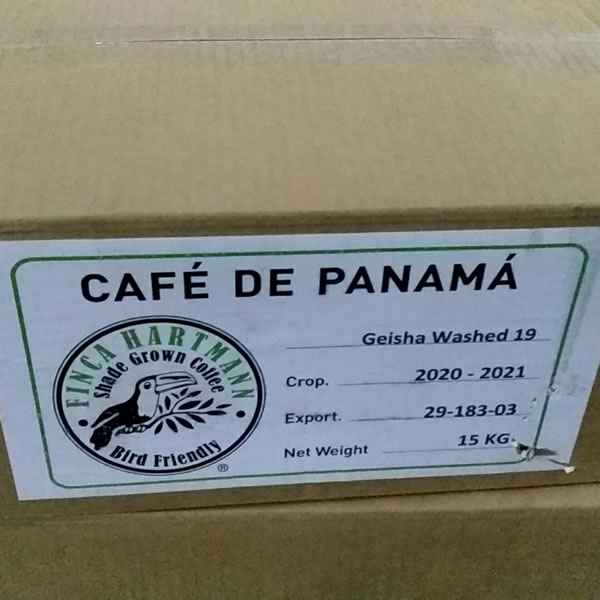 CAFÉ DE PANAMÁ
FINCA HARTMANN
Shade Grown Coffee
Bird Friendly
®
Geisha Washed 19
Crop. 2020 - 2021
Export. 29-183-03
Net Weight 15 KG